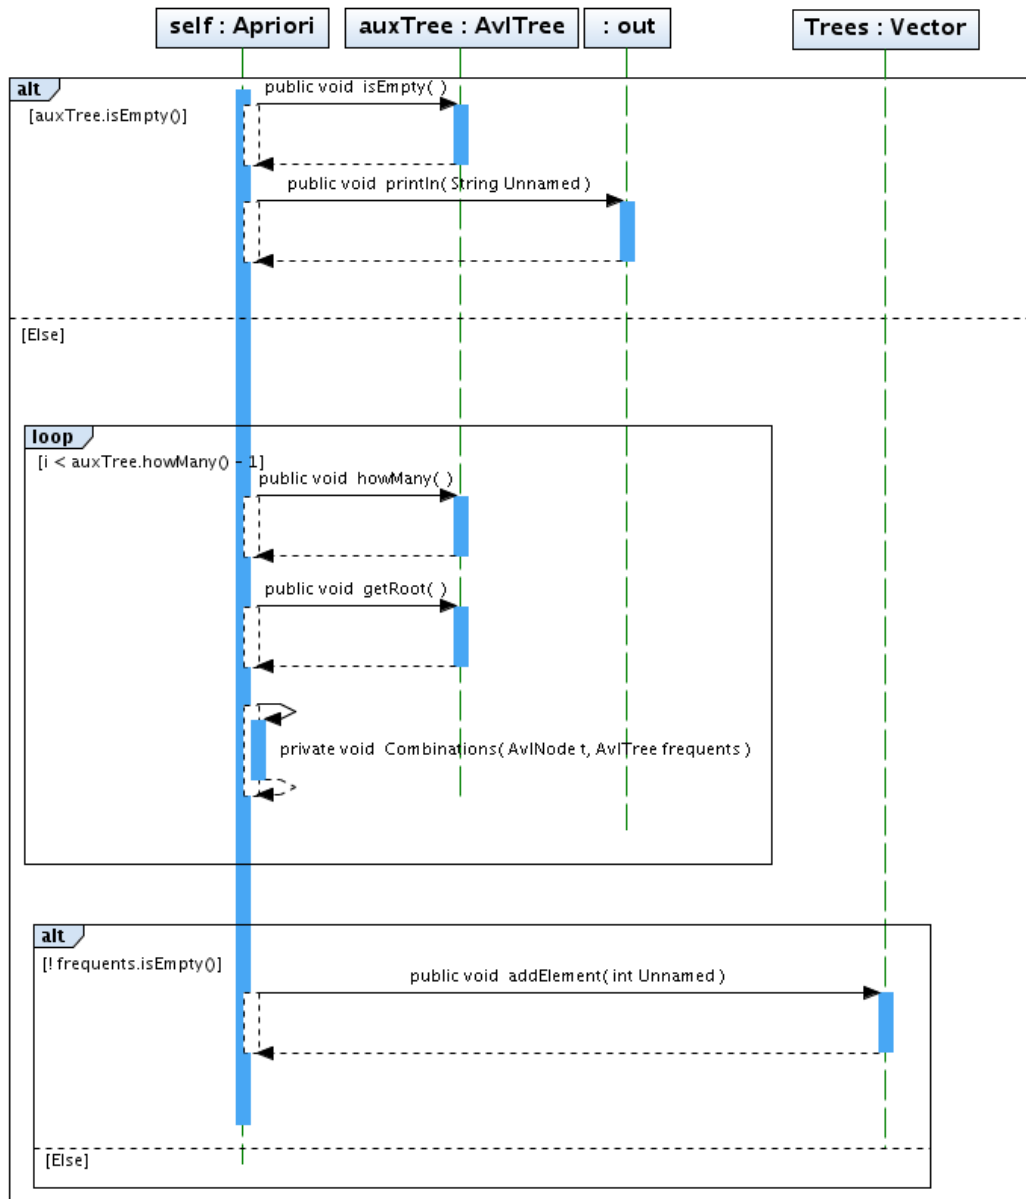 self : Apriori
auxTree : AvlTree
: out
Trees : Vector
alt
public void isEmpty( )
[auxTree.isEmpty()]
public void println( String Unnamed )
[Else]
loop
[i < auxTree.howMany() - 1]
public void howMany( )
public void getRoot( )
private void Combinations( AvlNode t, AvlTree frequents )
alt
[! frequents.isEmpty()]
public void addElement( int Unnamed )
[Else]